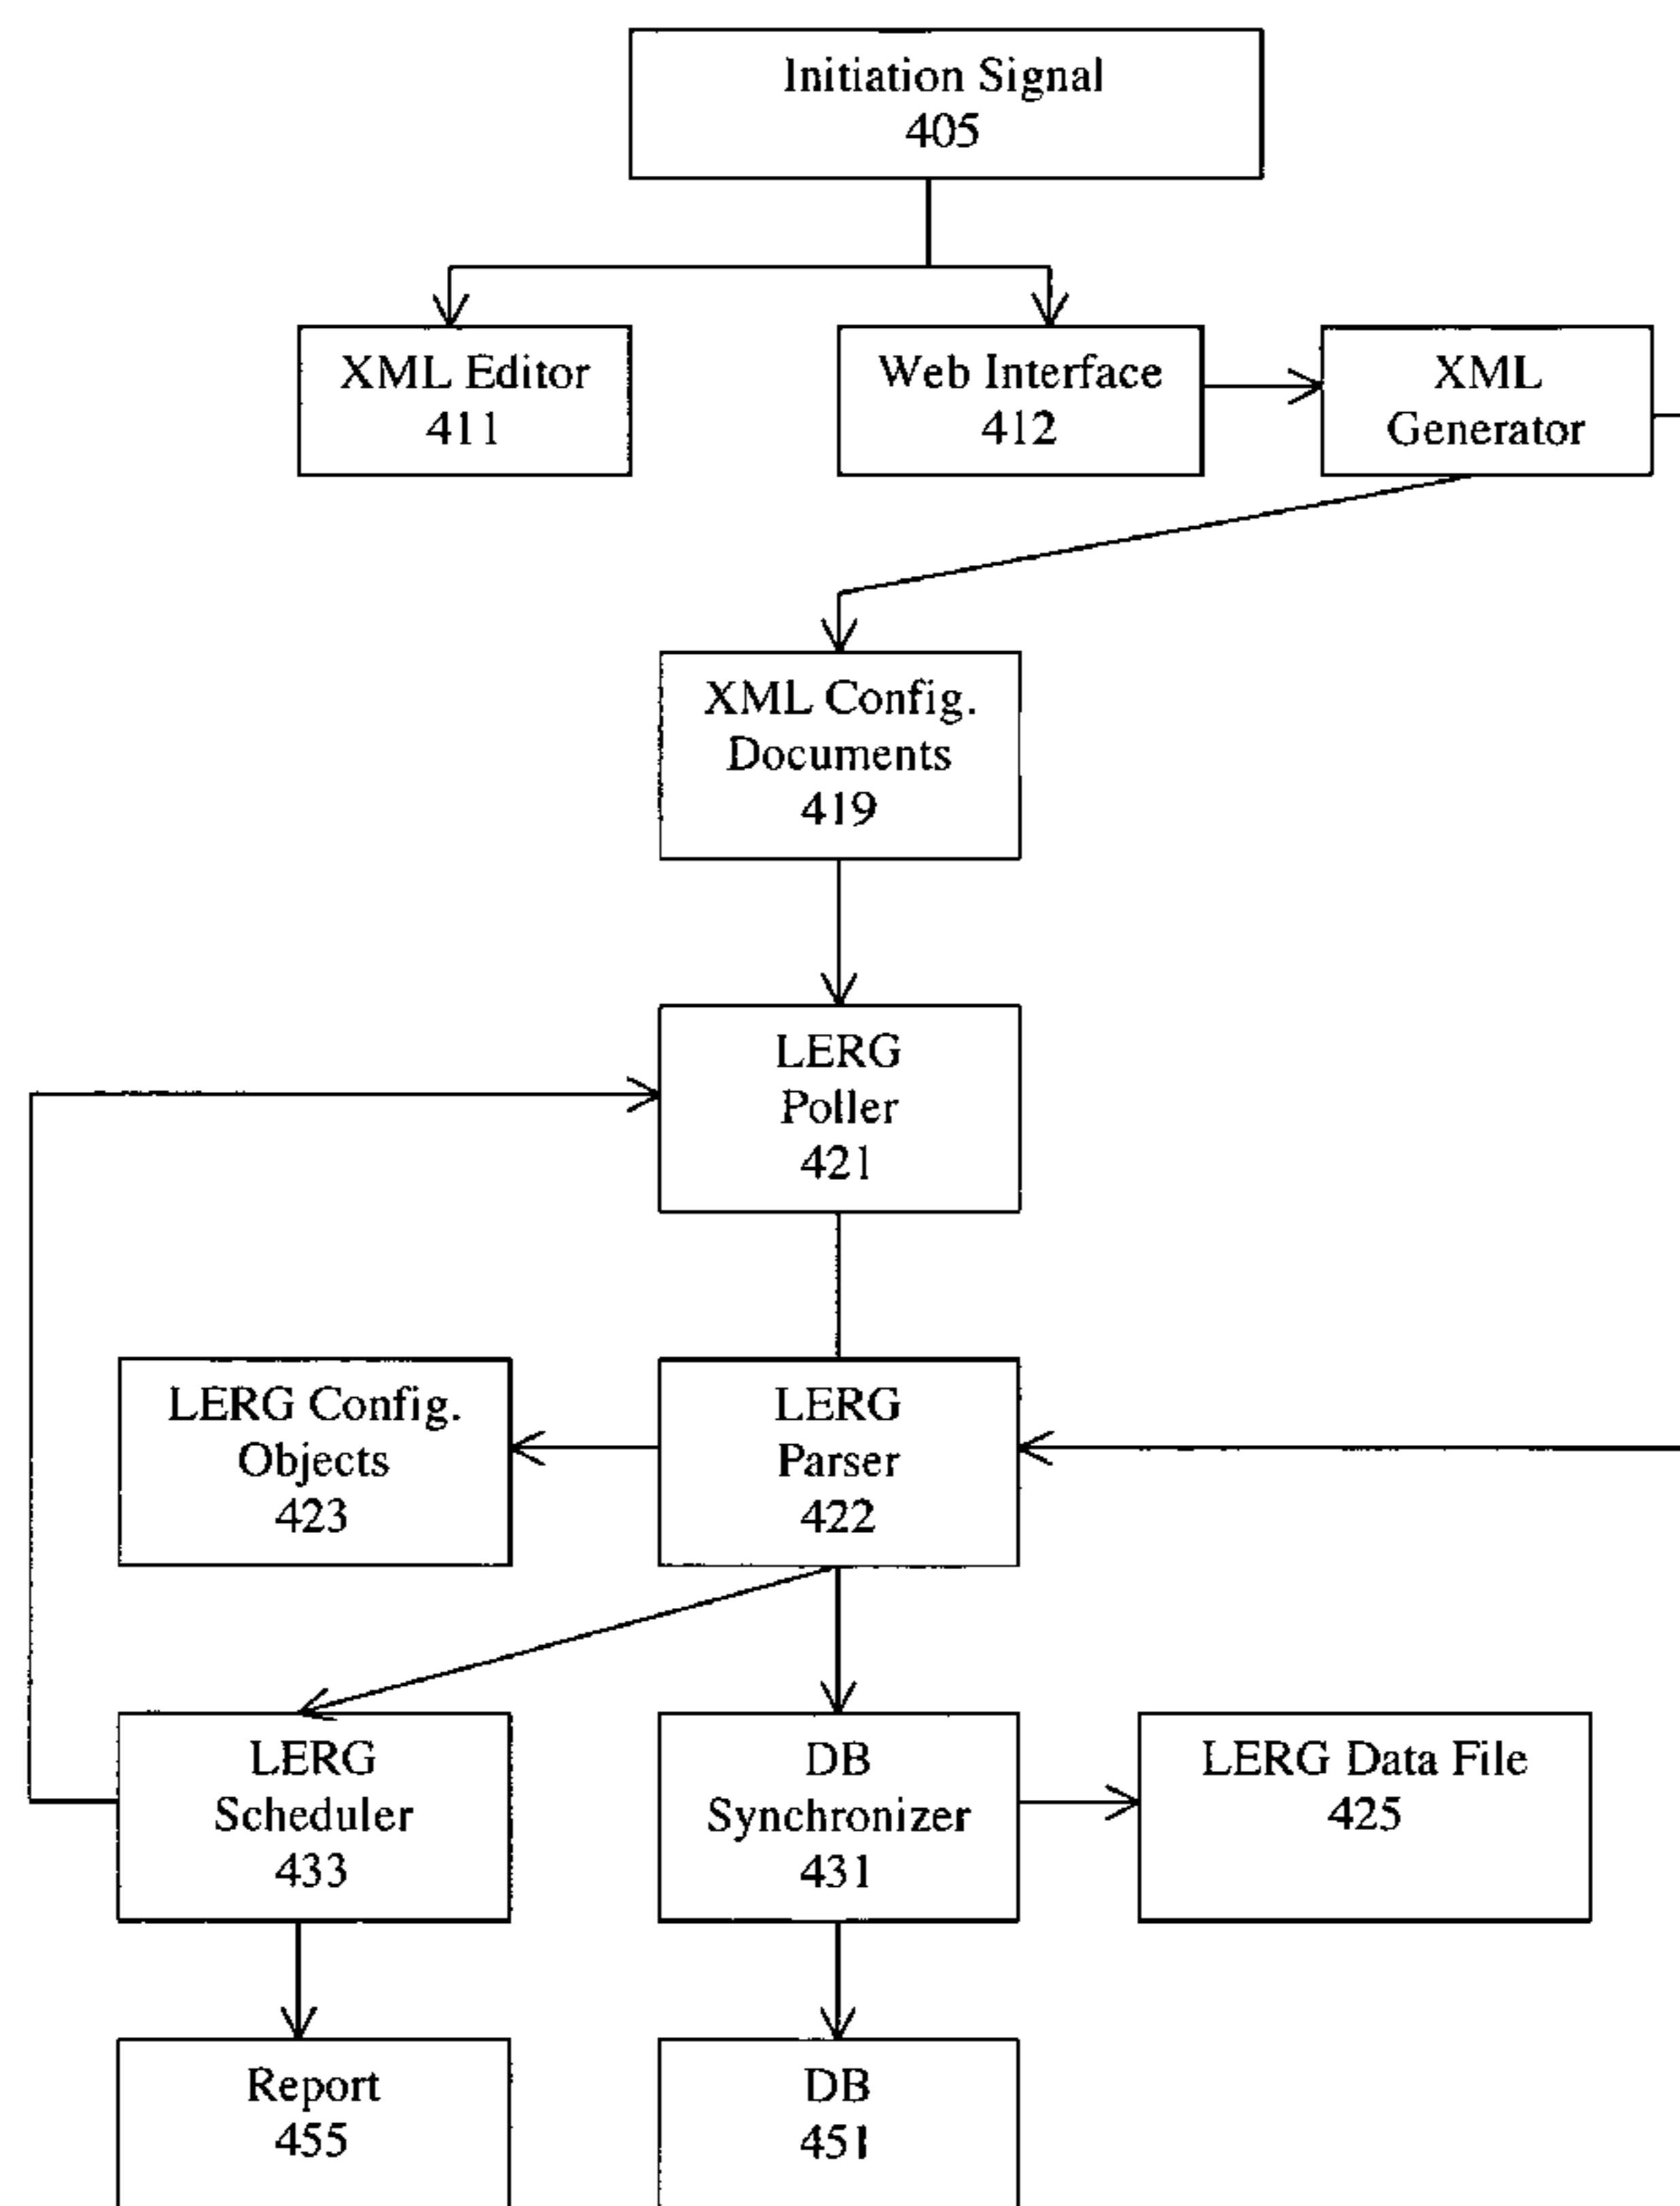 Initiation Signal
405
XML Editor
411
Web Interface
412
XML
Generator
XML Config.
Documents
419
LERG
Poller
421
LERG Config.
Objects
423
LERG
Parser
422
LERG
Scheduler
433
DB
Synchronizer
431
LERG Data File
425
Report
455
DB
451